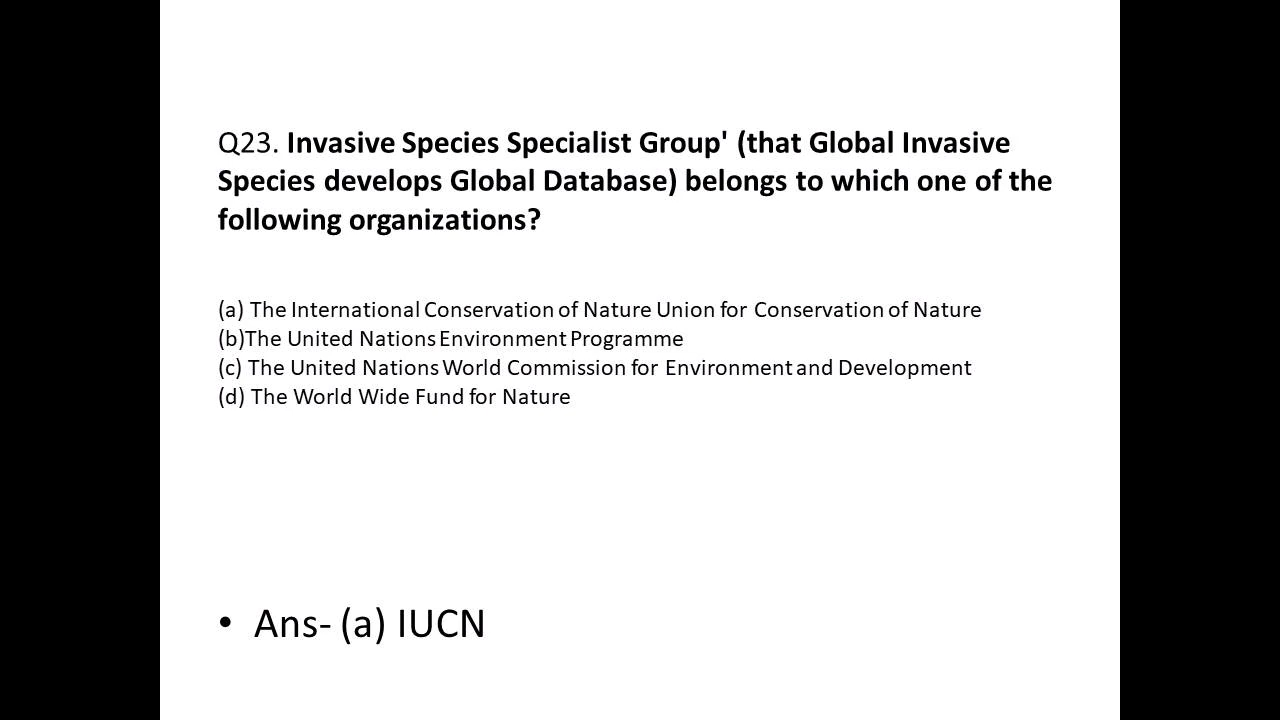 Q23. Invasive Species Specialist Group' (that Global Invasive
Species develops Global Database) belongs to which one of the
following organizations?
(a) The International Conservation of Nature Union for Conservation of Nature
(b)The United Nations Environment Programme
(c) The United Nations World Commission for Environment and Development
(d) The World Wide Fund for Nature
• Ans- (a) IUCN